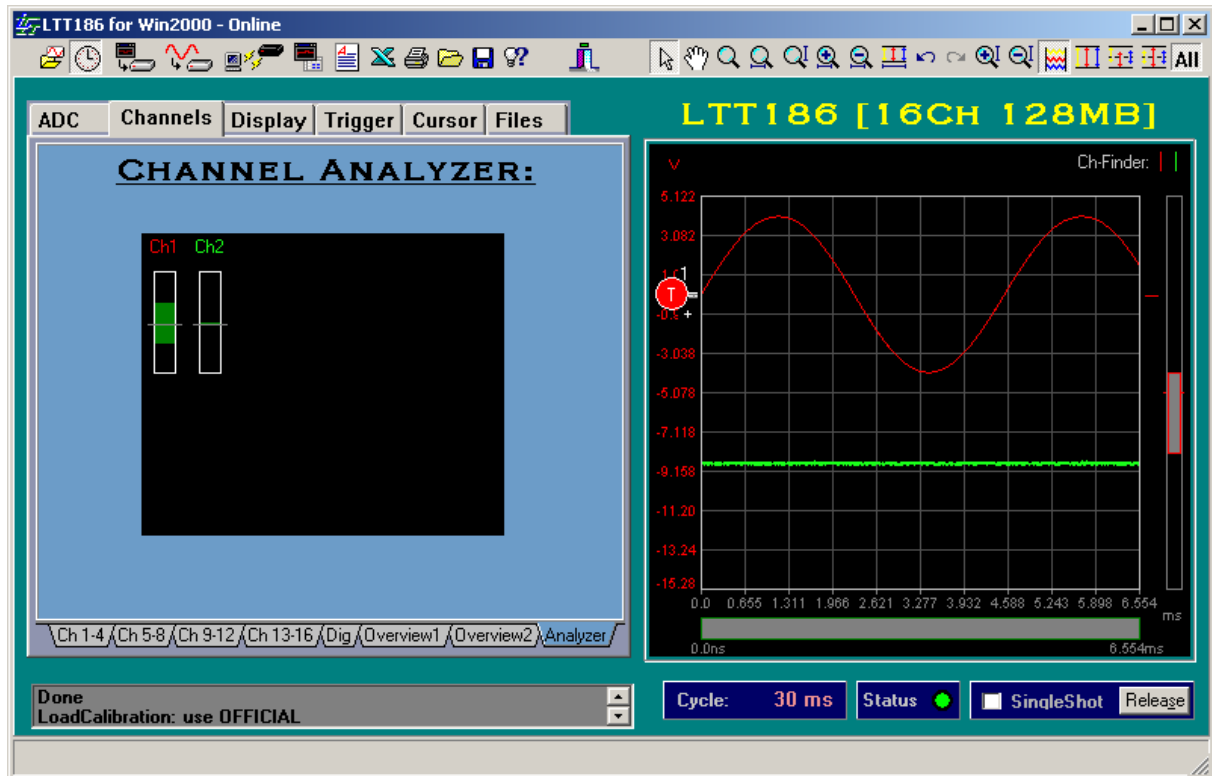 LTT186 for Win2000 - Online
All
ADC Channels Display Trigger Cursor Files
CHANNEL ANALYZER:
Ch1 Ch2
Ch 1-4 Ch 5-8 Ch 9-12 Ch 13-16 Dig Overview1 Overview2 Analyzer
Done
LoadCalibration: use OFFICIAL
LTT186 [16CH 128MB]
V
Ch-Finder:
5.122
3.082
1
T
-3.038
-5.078
-7.118
-9.158
-11.20
-13.24
-15.28
0.0 0.655 1.311 1.966 2.621 3.277 3.932 4.588 5.243 5.898 6.554
ms
0.0ns 6.554ms
Cycle: 30 ms
Status
SingleShot
Release